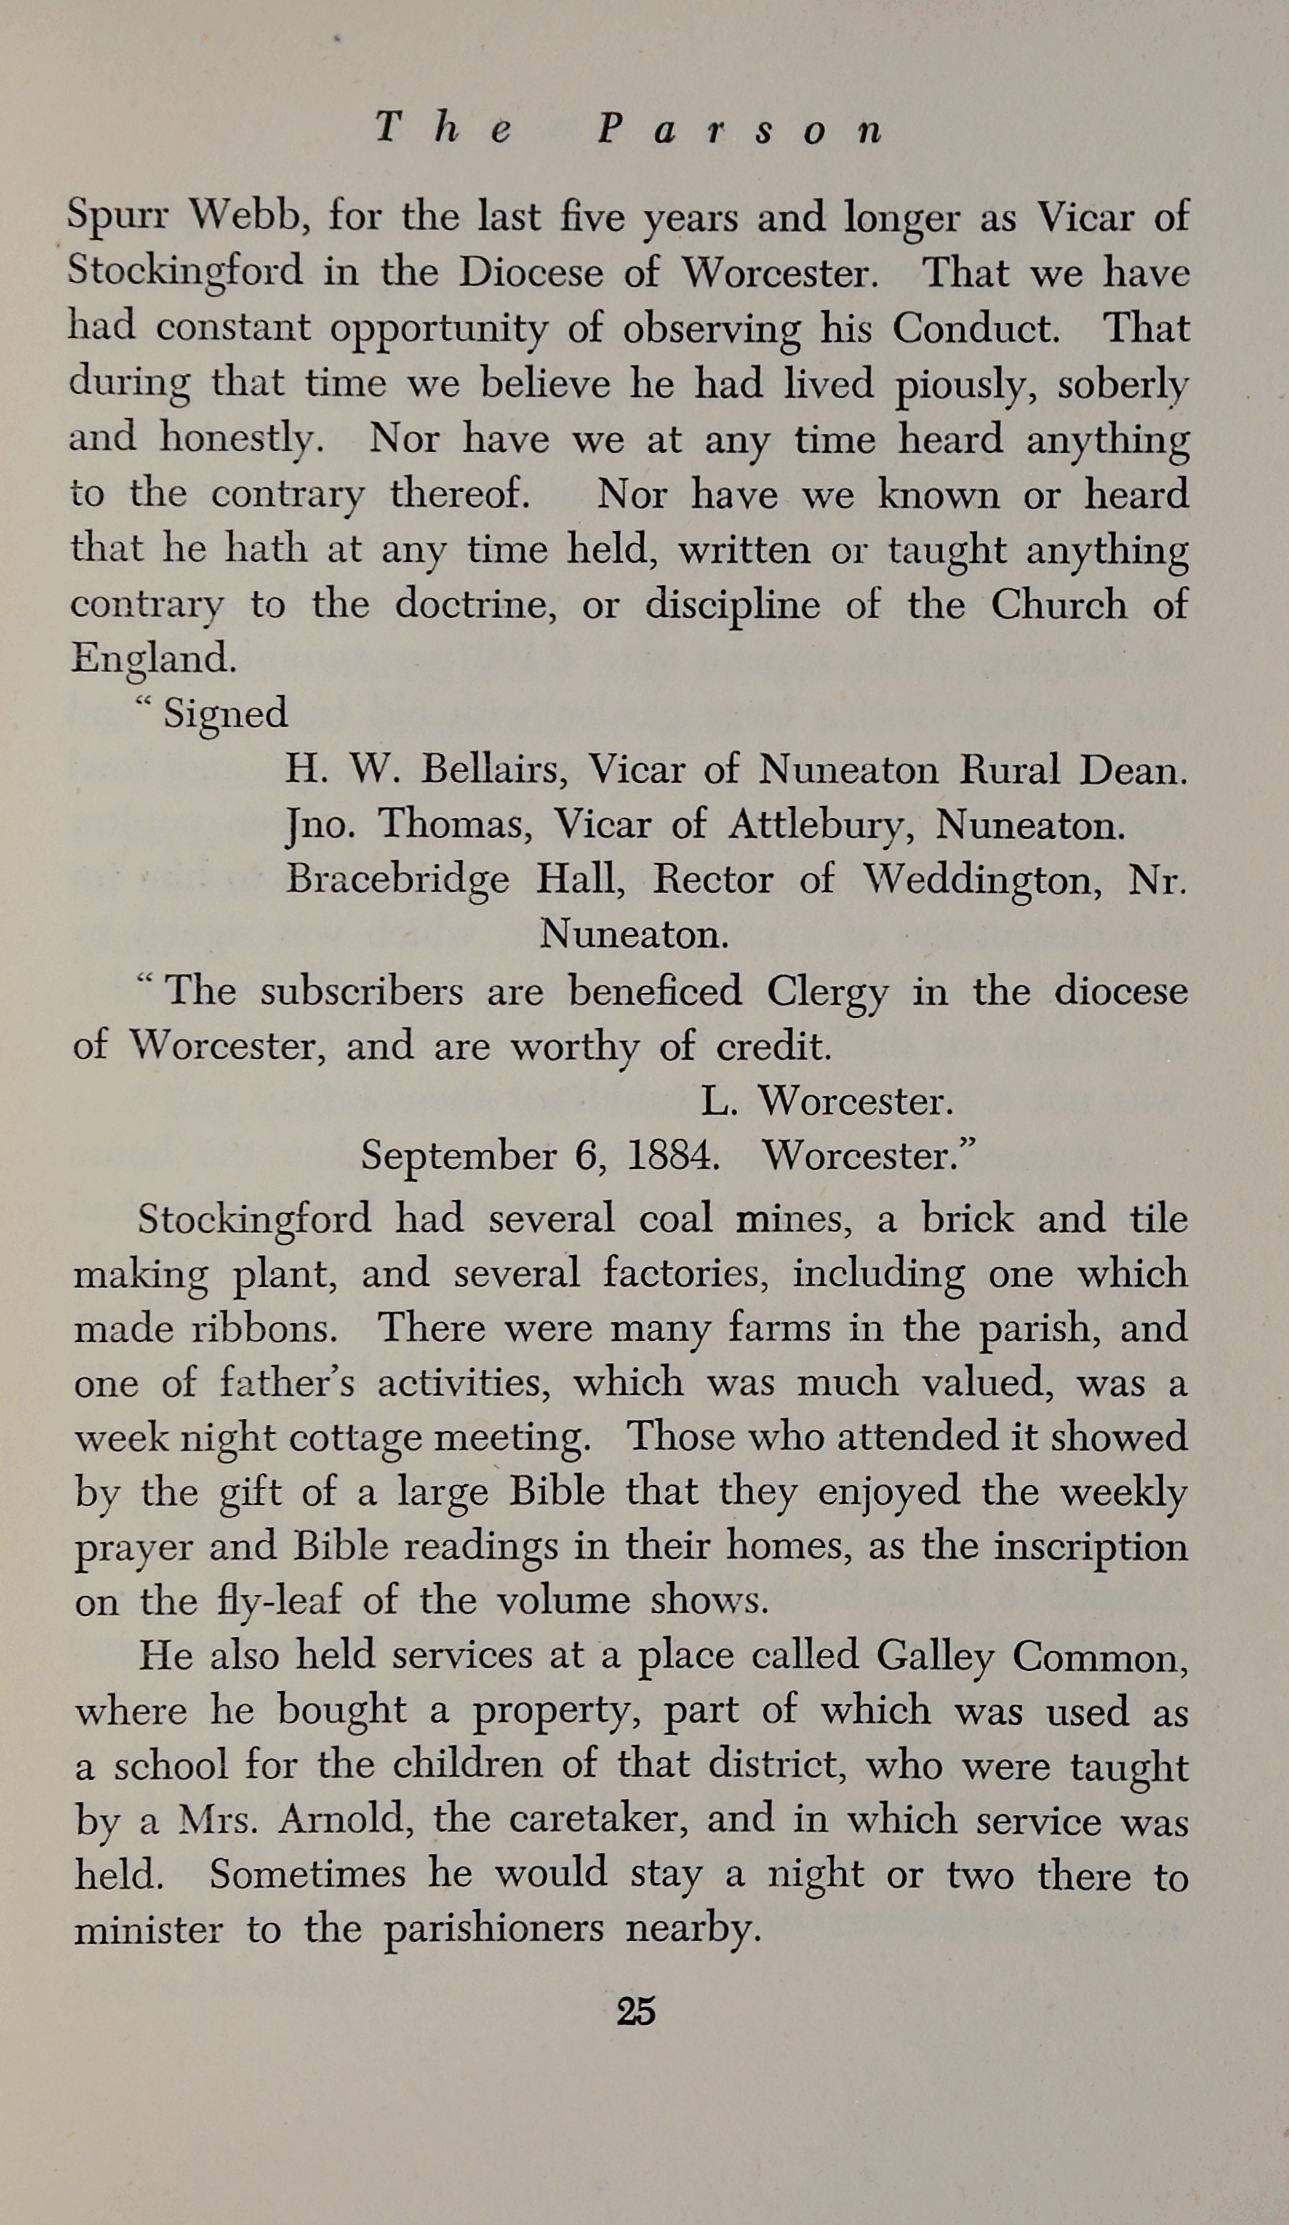 The Parson
Spurr Webb, for the last five years and longer as Vicar of
Stockingford in the Diocese of Worcester. That we have
had constant opportunity of observing his Conduct. That
during that time we believe he had lived piously, soberly
and honestly. Nor have we at any time heard anything
to the contrary thereof. Nor have we known or heard
that he hath at any time held, written or taught anything
contrary to the doctrine, or discipline of the Church of
England.
“ Signed
H. W. Bellairs, Vicar of Nuneaton Rural Dean.
Jno. Thomas, Vicar of Attlebury, Nuneaton.
Bracebridge Hall, Rector of Weddington, Nr.
Nuneaton.
“ The subscribers are beneficed Clergy in the diocese
of Worcester, and are worthy of credit.
L. Worcester.
September 6, 1884. Worcester.”
Stockingford had several coal mines, a brick and tile
making plant, and several factories, including one which
made ribbons. There were many farms in the parish, and
one of father’s activities, which was much valued, was a
week night cottage meeting. Those who attended it showed
by the gift of a large Bible that they enjoyed the weekly
prayer and Bible readings in their homes, as the inscription
on the fly-leaf of the volume shows.
He also held services at a place called Galley Common,
where he bought a property, part of which was used as
a school for the children of that district, who were taught
by a Mrs. Arnold, the caretaker, and in which service was
held. Sometimes he would stay a night or two there to
minister to the parishioners nearby.
25